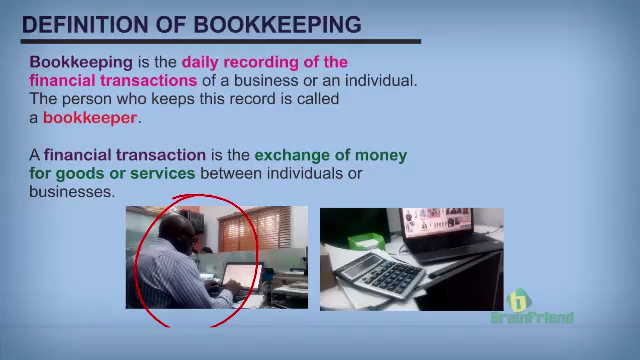 DEFINITION OF BOOKKEEPING
Bookkeeping is the daily recording of the
financial transactions of a business or an individual.
The person who keeps this record is called
a bookkeeper.
A financial transaction is the exchange of money
for goods or services between individuals or
businesses.
BrainFriend